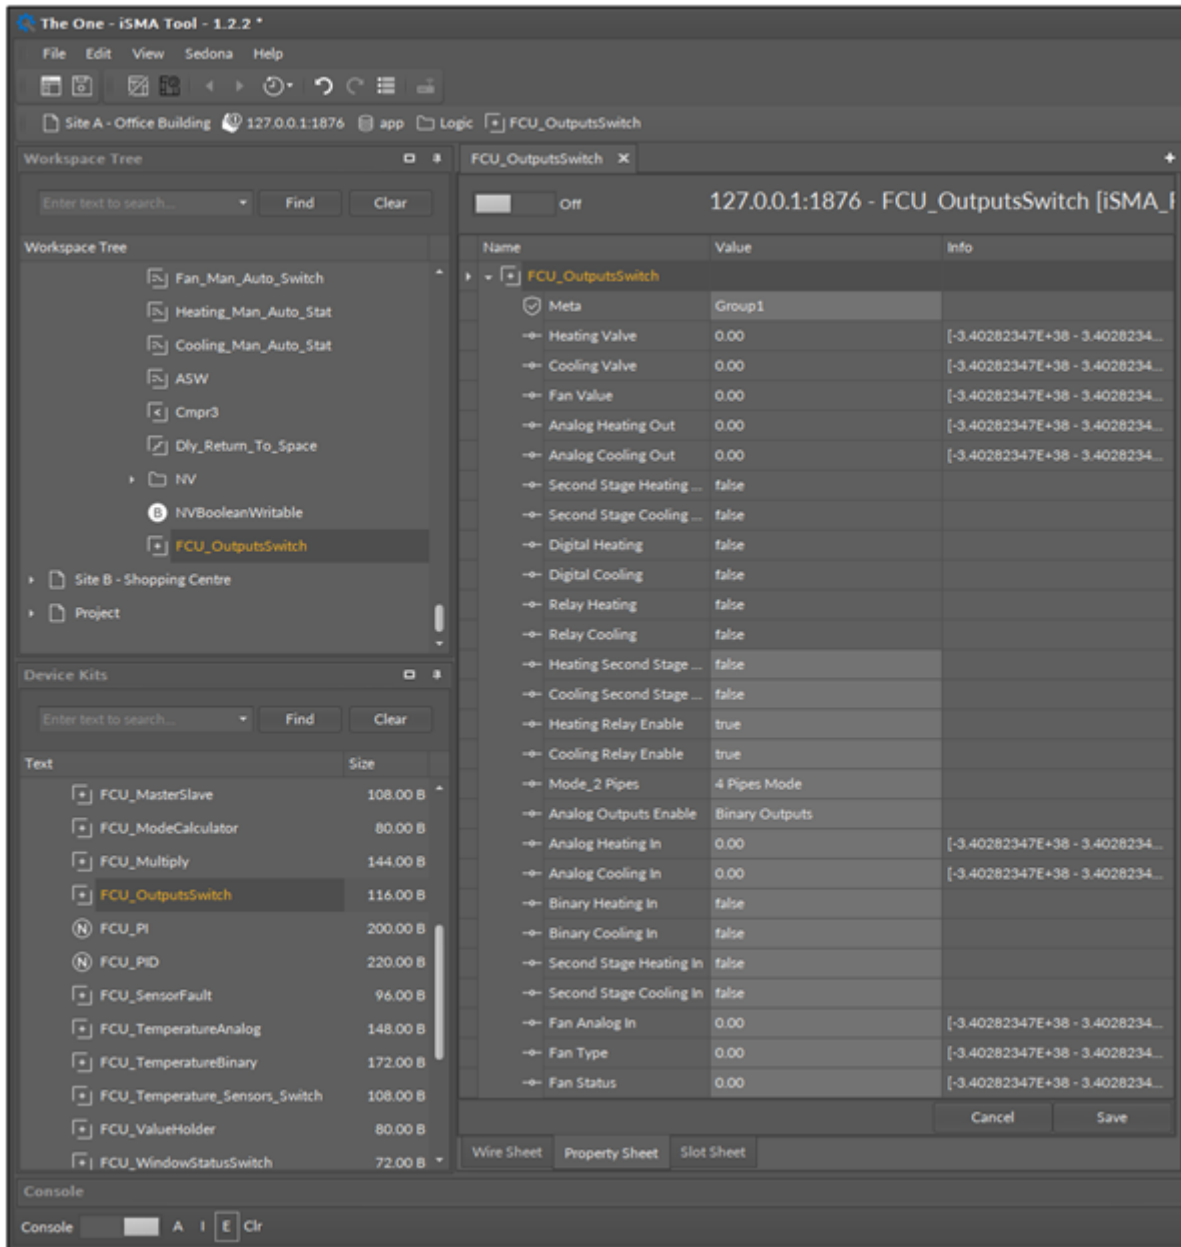 The One - iSMA Tool - 1.2.2 *
File Edit View Sedona Help
Site A - Office Building 127.0.0.1:1876 app Logic FCU_OutputsSwitch
Workspace Tree
Enter text to search... Find Clear
Workspace Tree
Fan_Man_Auto_Switch
Heating_Man_Auto_Stat
Cooling_Man_Auto_Stat
ASW
Cmpr3
Dly_Return_To_Space
NV
B NVBooleanWritable
FCU_OutputsSwitch
Site B - Shopping Centre
Project
Device Kits
Enter text to search... Find Clear
Text Size
FCU_MasterSlave 108.00 B
FCU_ModeCalculator 80.00 B
FCU_Multiply 144.00 B
FCU_OutputsSwitch 116.00 B
N FCU_PI 200.00 B
N FCU_PID 220.00 B
FCU_SensorFault 96.00 B
FCU_TemperatureAnalog 148.00 B
FCU_TemperatureBinary 172.00 B
FCU_Temperature_Sensors_Switch 108.00 B
FCU_ValueHolder 80.00 B
FCU_WindowStatusSwitch 72.00 B
FCU_OutputsSwitch
Off 127.0.0.1:1876 - FCU_OutputsSwitch [iSMA_F
Name Value Info
FCU_OutputsSwitch
Meta Group1
Heating Valve 0.00 [-3.40282347E+38 - 3.4028234...
Cooling Valve 0.00 [-3.40282347E+38 - 3.4028234...
Fan Value 0.00 [-3.40282347E+38 - 3.4028234...
Analog Heating Out 0.00 [-3.40282347E+38 - 3.4028234...
Analog Cooling Out 0.00 [-3.40282347E+38 - 3.4028234...
Second Stage Heating ... false
Second Stage Cooling ... false
Digital Heating false
Digital Cooling false
Relay Heating false
Relay Cooling false
Heating Second Stage ... false
Cooling Second Stage ... false
Heating Relay Enable true
Cooling Relay Enable true
Mode_2 Pipes 4 Pipes Mode
Analog Outputs Enable Binary Outputs
Analog Heating In 0.00 [-3.40282347E+38 - 3.4028234...
Analog Cooling In 0.00 [-3.40282347E+38 - 3.4028234...
Binary Heating In false
Binary Cooling In false
Second Stage Heating In false
Second Stage Cooling In false
Fan Analog In 0.00 [-3.40282347E+38 - 3.4028234...
Fan Type 0.00 [-3.40282347E+38 - 3.4028234...
Fan Status 0.00 [-3.40282347E+38 - 3.4028234...
Cancel Save
Wire Sheet Property Sheet Slot Sheet
Console
Console A I E Clr